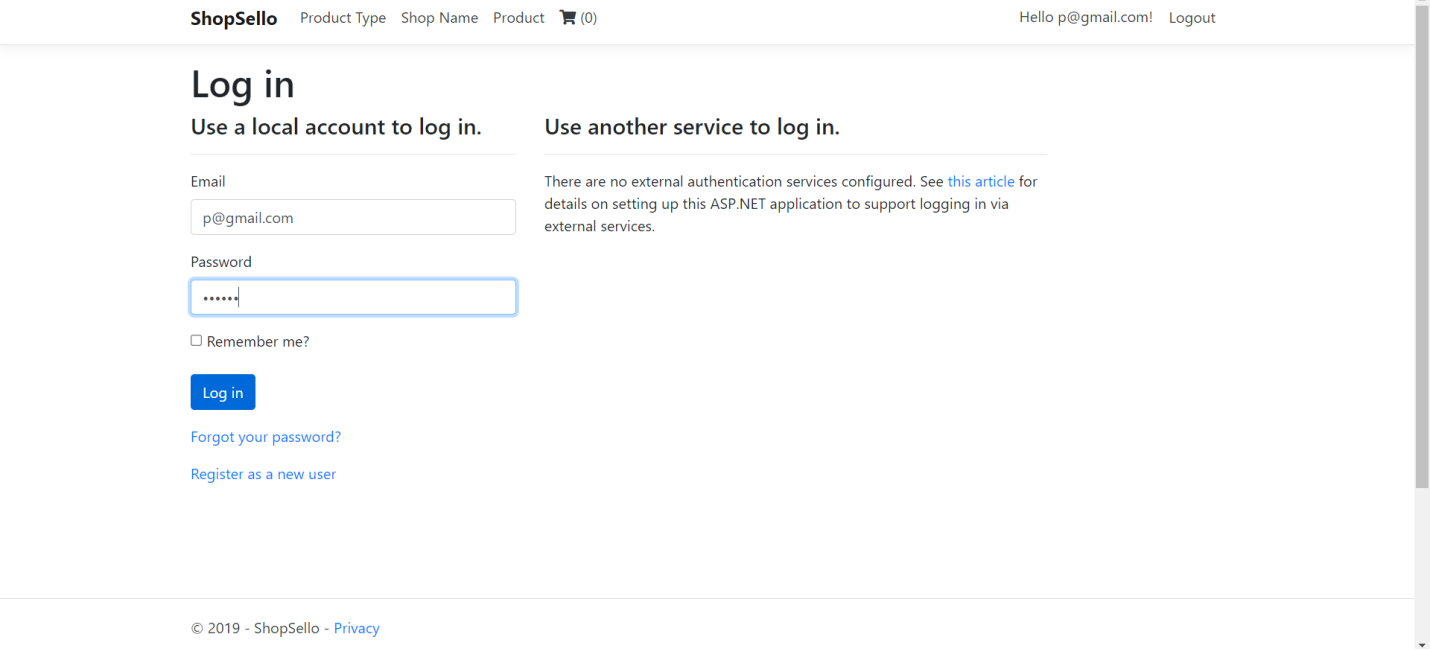 ShopSello Product Type Shop Name Product (0) Hello p@gmail.com! Logout
Log in
Use a local account to log in.
Email
p@gmail.com
Password
••••••
Remember me?
Log in
Forgot your password?
Register as a new user
Use another service to log in.
There are no external authentication services configured. See this article for
details on setting up this ASP.NET application to support logging in via
external services.
© 2019 - ShopSello - Privacy